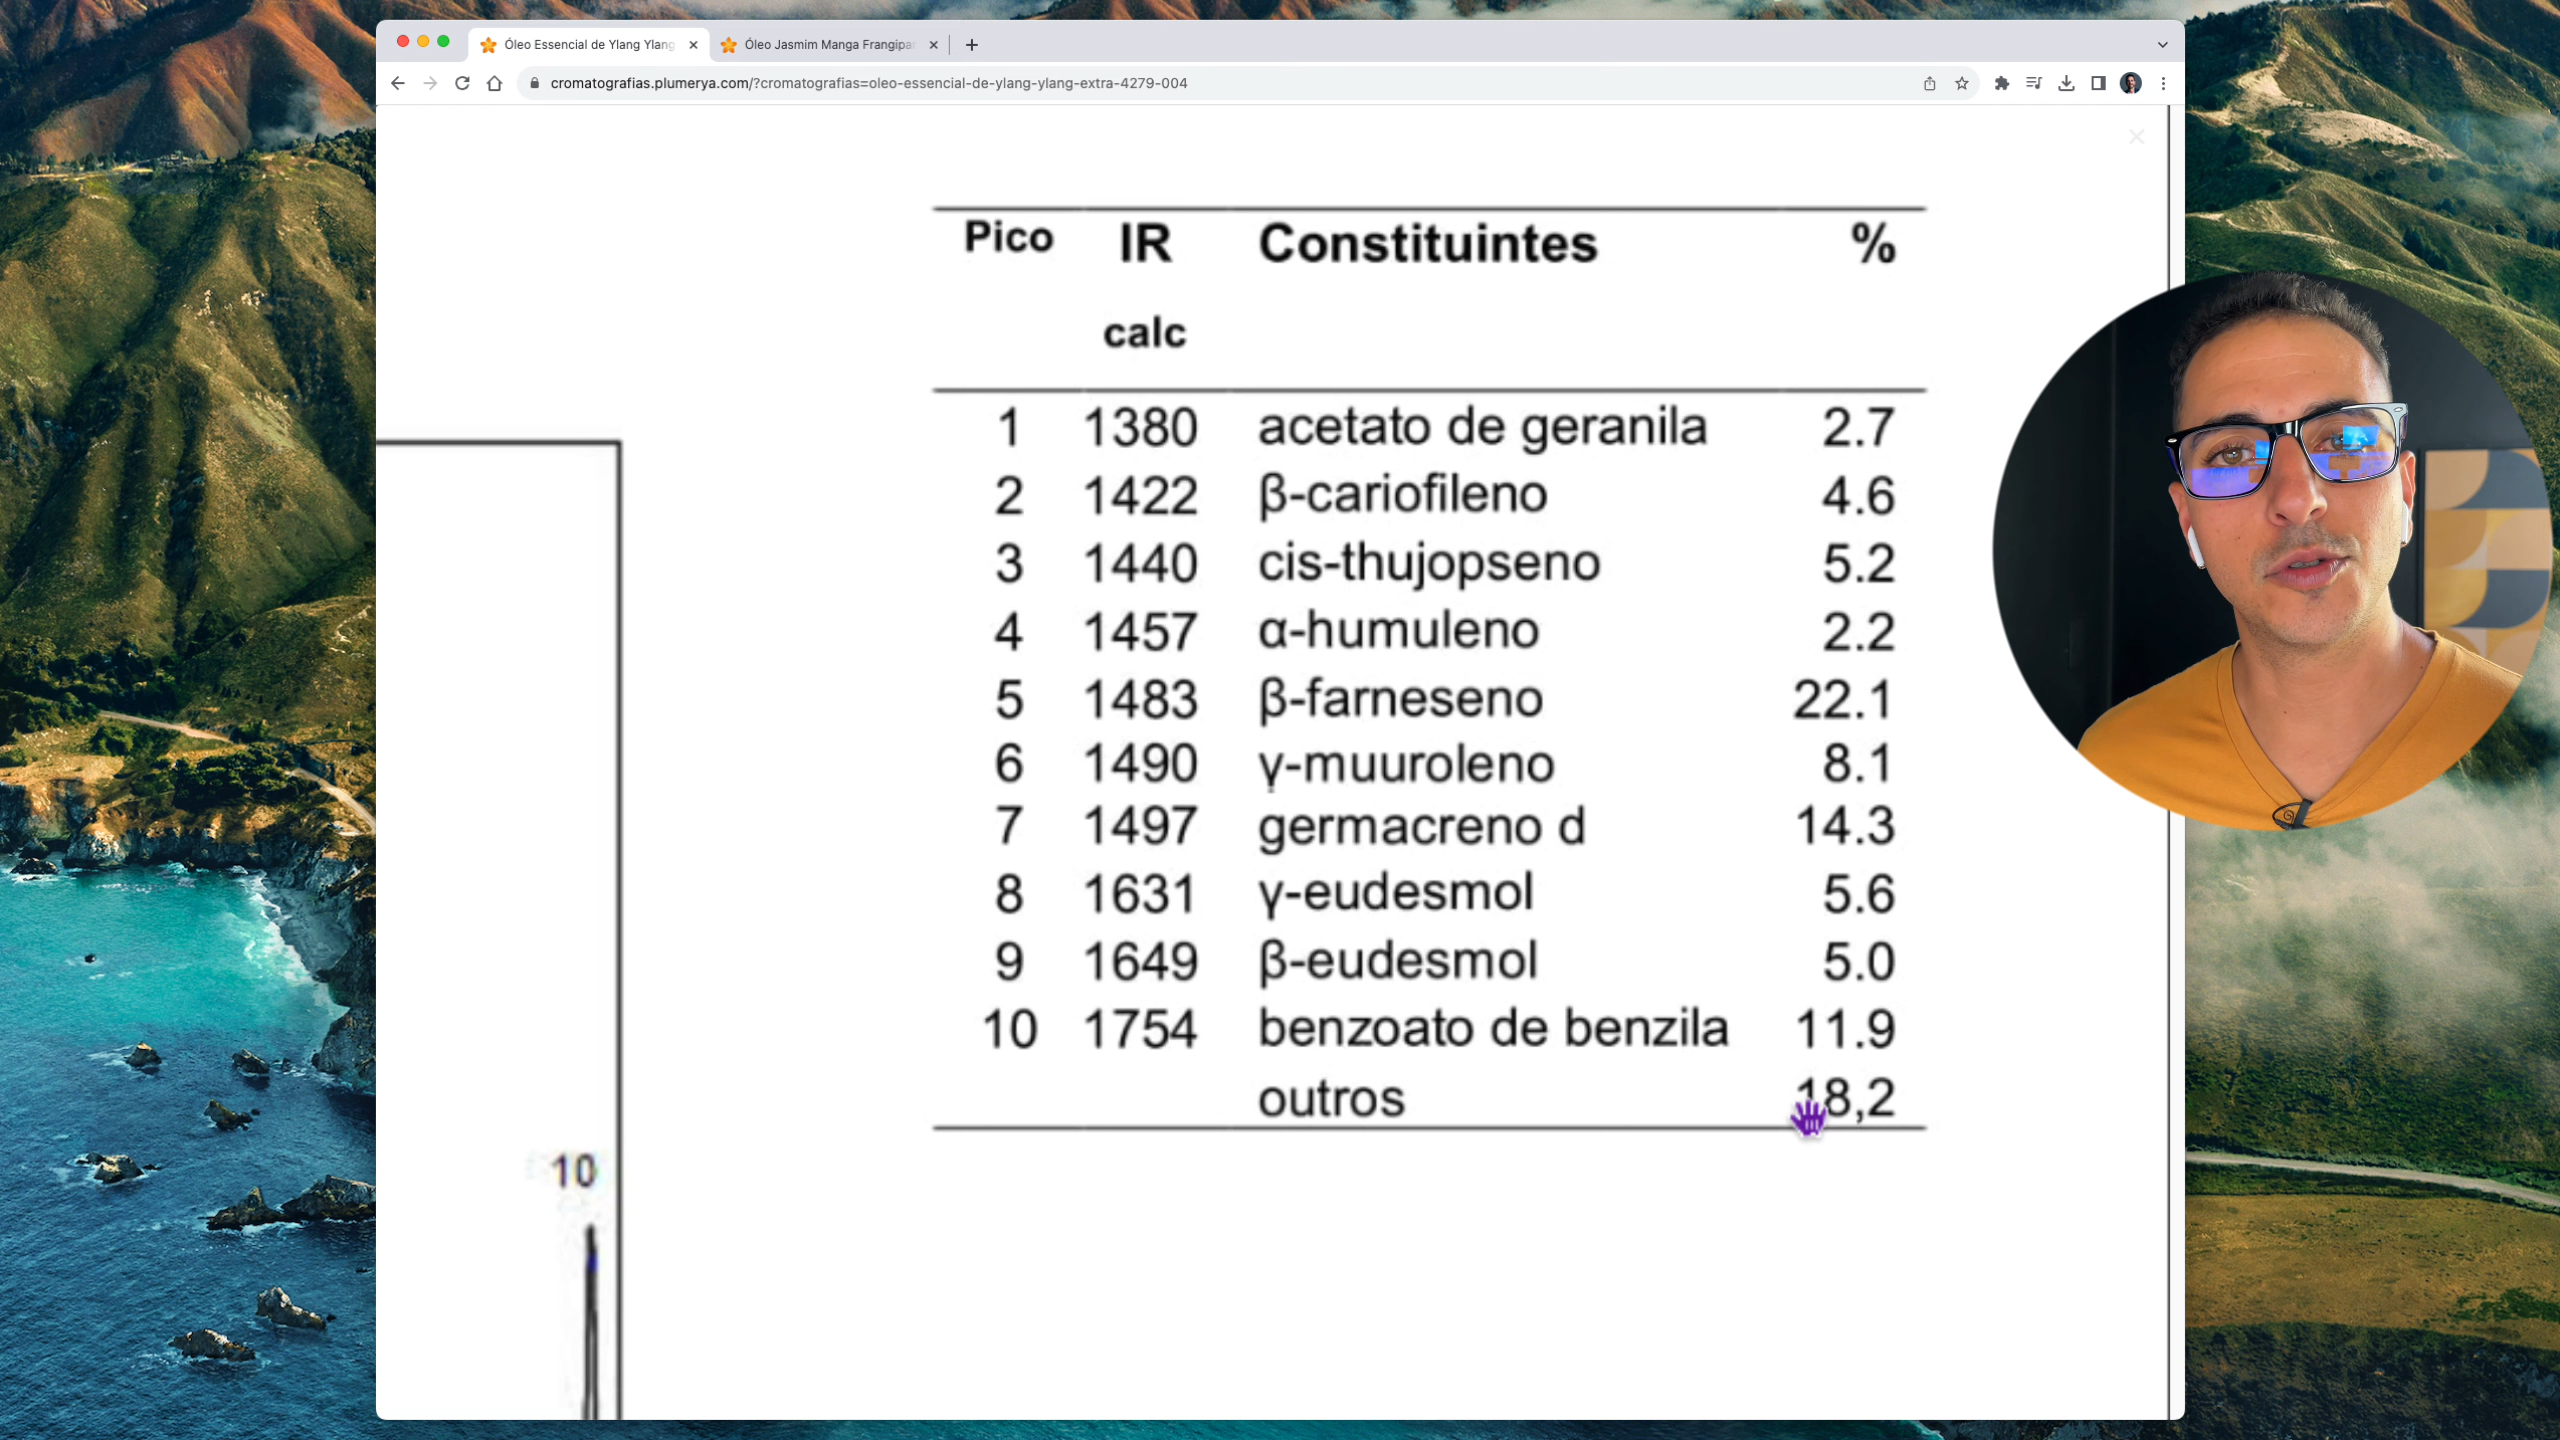 Óleo Essencial de Ylang Ylang
Óleo Jasmim Manga Frangipan
cromatografias.plumerya.com/?cromatografias=oleo-essencial-de-ylang-ylang-extra-4279-004
Pico IR Constituintes %
calc
1 1380 acetato de geranila 2.7
2 1422 β-cariofileno 4.6
3 1440 cis-thujopseno 5.2
4 1457 α-humuleno 2.2
5 1483 β-farneseno 22.1
6 1490 γ-muuroleno 8.1
7 1497 germacreno d 14.3
8 1631 γ-eudesmol 5.6
9 1649 β-eudesmol 5.0
10 1754 benzoato de benzila 11.9
outros 18,2
10